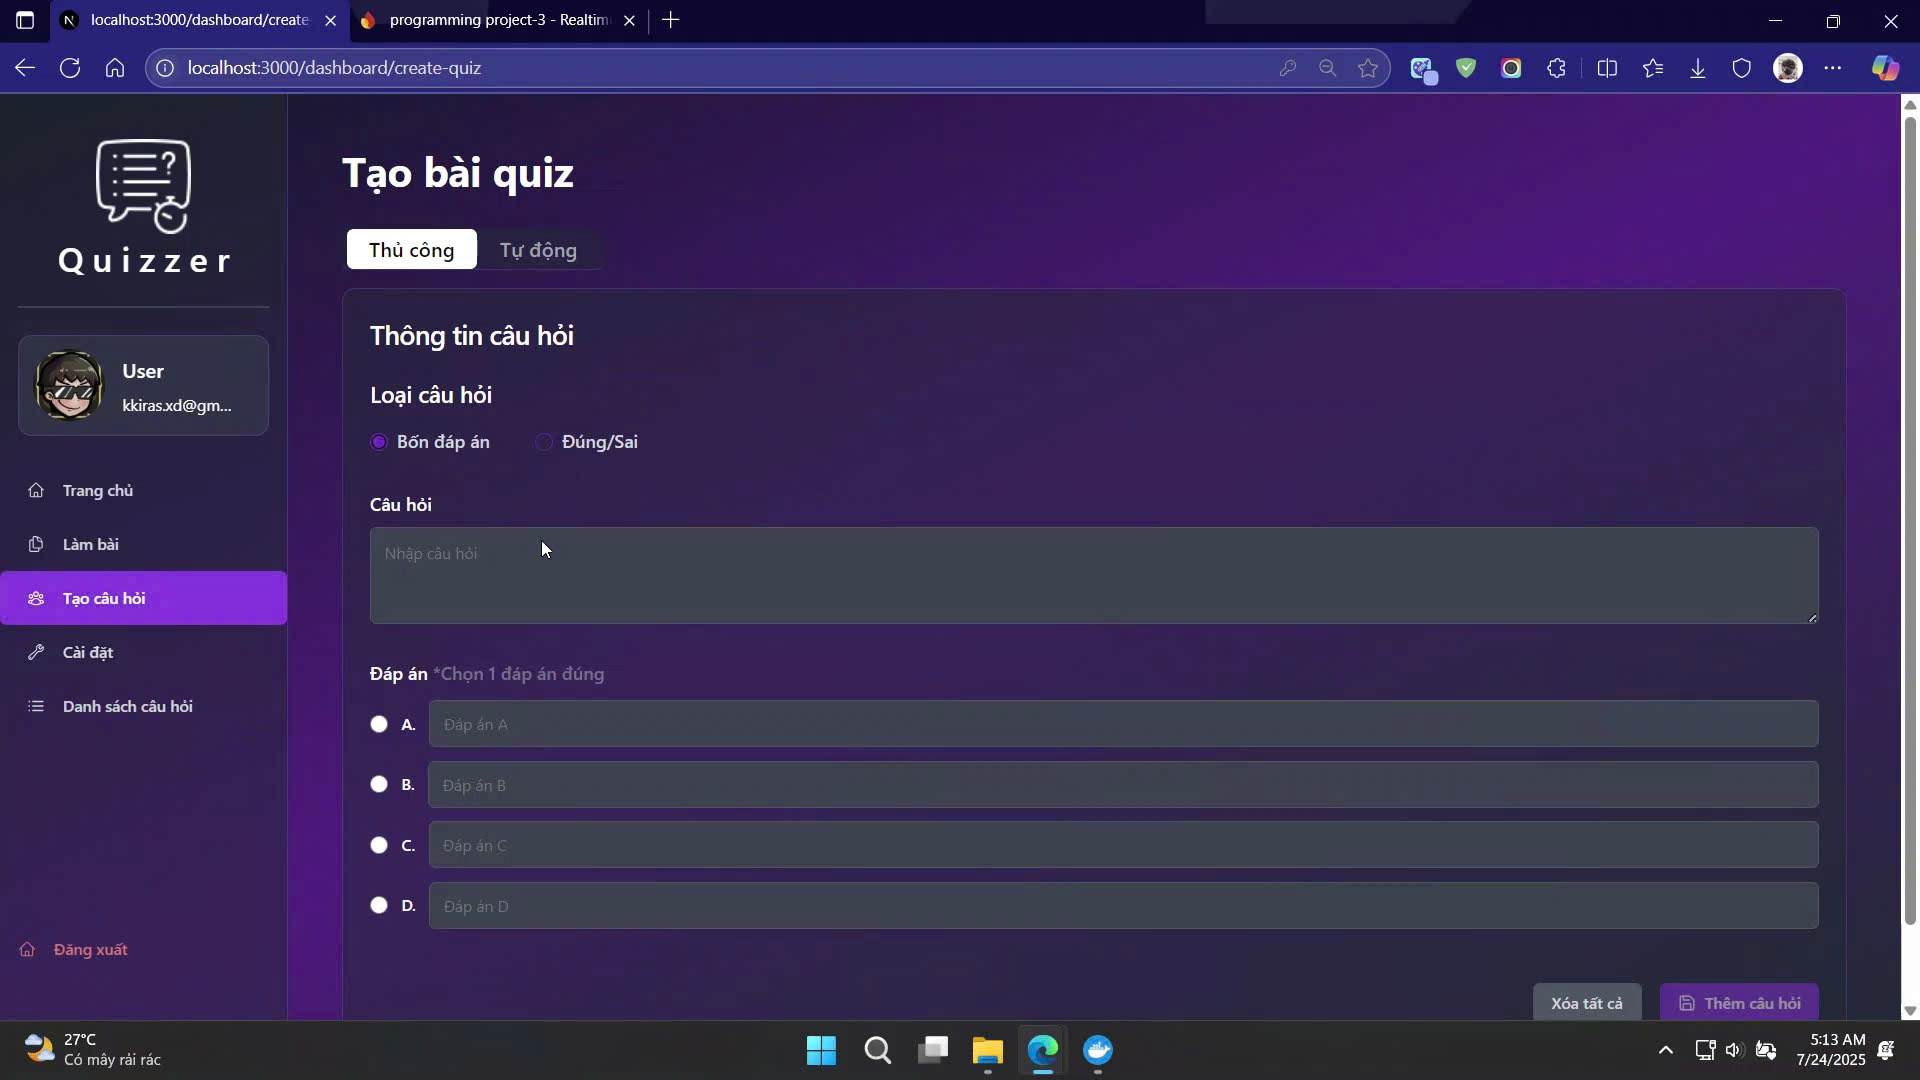 localhost:3000/dashboard/create-
programming project-3 - Realtim
localhost:3000/dashboard/create-quiz
Quizzer
User
kkiras.xd@gm...
Trang chủ
Làm bài
Tạo câu hỏi
Cài đặt
Danh sách câu hỏi
Đăng xuất
Tạo bài quiz
Thủ công
Tự động
Thông tin câu hỏi
Loại câu hỏi
Bốn đáp án
Đúng/Sai
Câu hỏi
Nhập câu hỏi
Đáp án *Chọn 1 đáp án đúng
A. Đáp án A
B. Đáp án B
C. Đáp án C
D. Đáp án D
Xóa tất cả
Thêm câu hỏi
27°C
Có mây rải rác
5:13 AM
7/24/2025